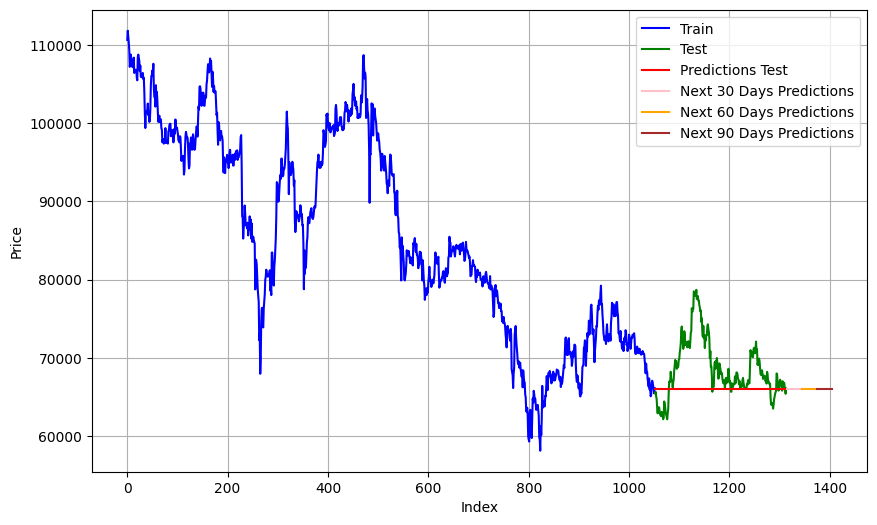 Train
Test
Predictions Test
Next 30 Days Predictions
Next 60 Days Predictions
Next 90 Days Predictions
110000
100000
90000
80000
70000
60000
Price
0 200 400 600 800 1000 1200 1400
Index